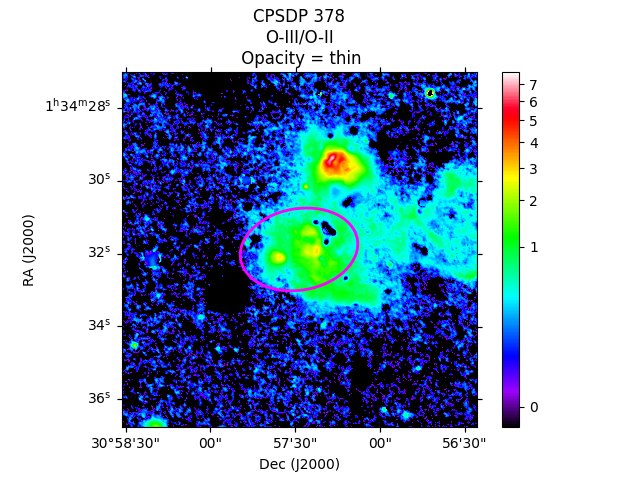 CPSDP 378
O-III/O-II
Opacity = thin
1ʰ34ᵐ28ˢ
30ˢ
32ˢ
34ˢ
36ˢ
RA (J2000)
30°58'30" 00" 57'30" 00" 56'30"
Dec (J2000)
7
6
5
4
3
2
1
0